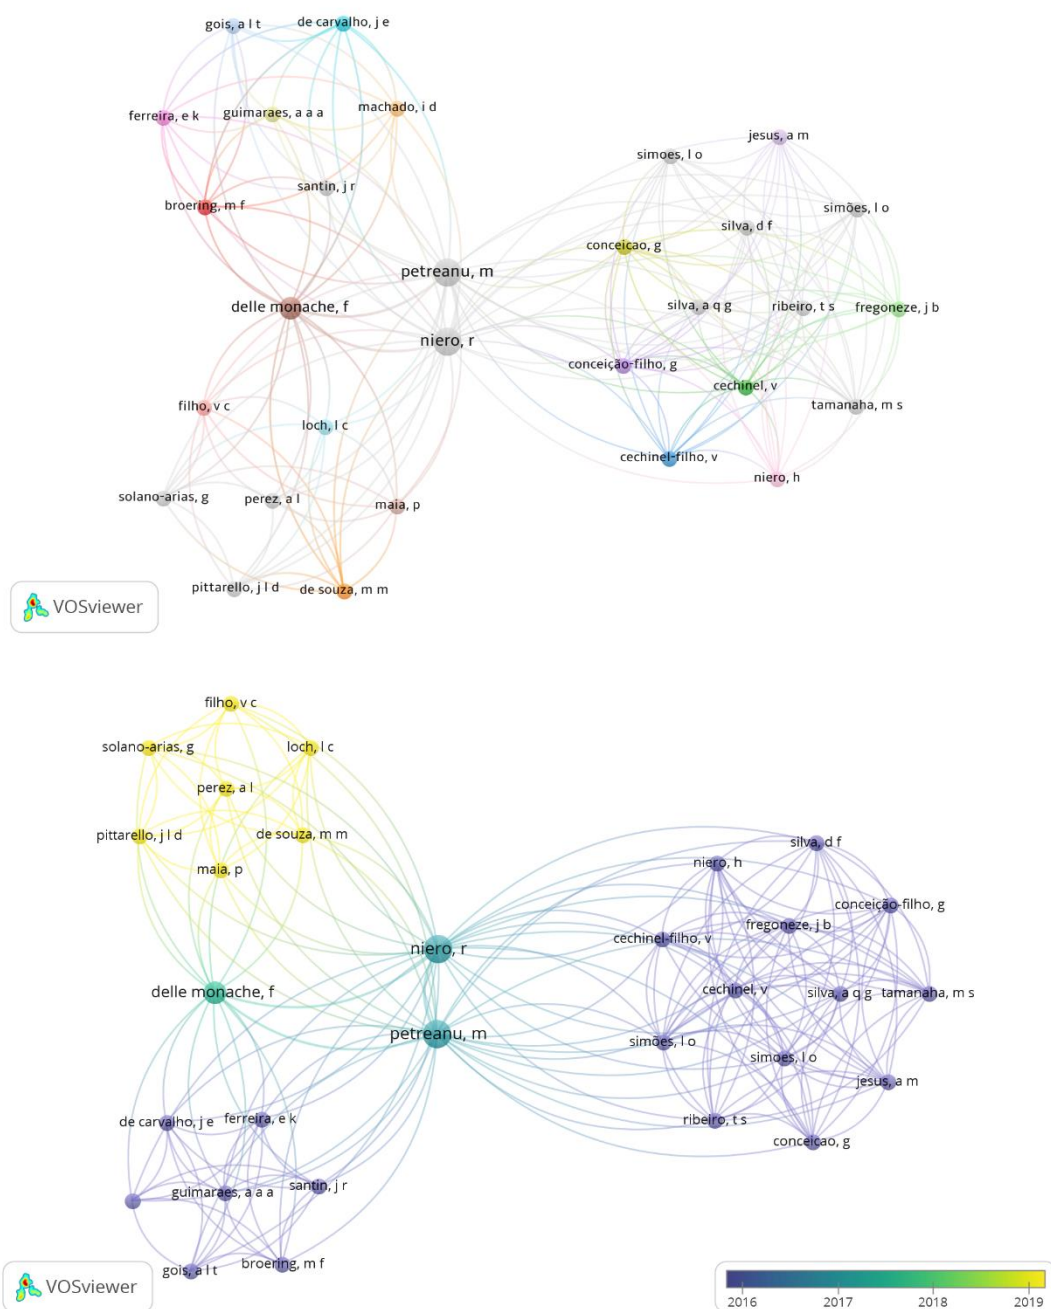 gois, a l t
de carvalho, j e
ferreira, e k
guimaraes, a a a
machado, i d
santin, j r
broering, m f
jesus, a m
simoes, l o
simões, l o
silva, d f
conceicao, g
petreanu, m
delle monache, f
niero, r
silva, a q g
ribeiro, t s
fregoneze, j b
conceição-filho, g
cechinel, v
tamanaha, m s
filho, v c
loch, l c
cechinel-filho, v
niero, h
solano-arias, g
perez, a l
maia, p
pittarello, j l d
de souza, m m
VOSviewer
filho, v c
solano-arias, g
loch, l c
perez, a l
pittarello, j l d
de souza, m m
maia, p
silva, d f
niero, h
conceição-filho, g
fregoneze, j b
cechinel-filho, v
niero, r
delle monache, f
cechinel, v
silva, a q g
tamanaha, m s
petreanu, m
simões, l o
simoes, l o
jesus, a m
de carvalho, j e
ferreira, e k
ribeiro, t s
conceicao, g
guimaraes, a a a
santin, j r
gois, a l t
broering, m f
VOSviewer
2016
2017
2018
2019